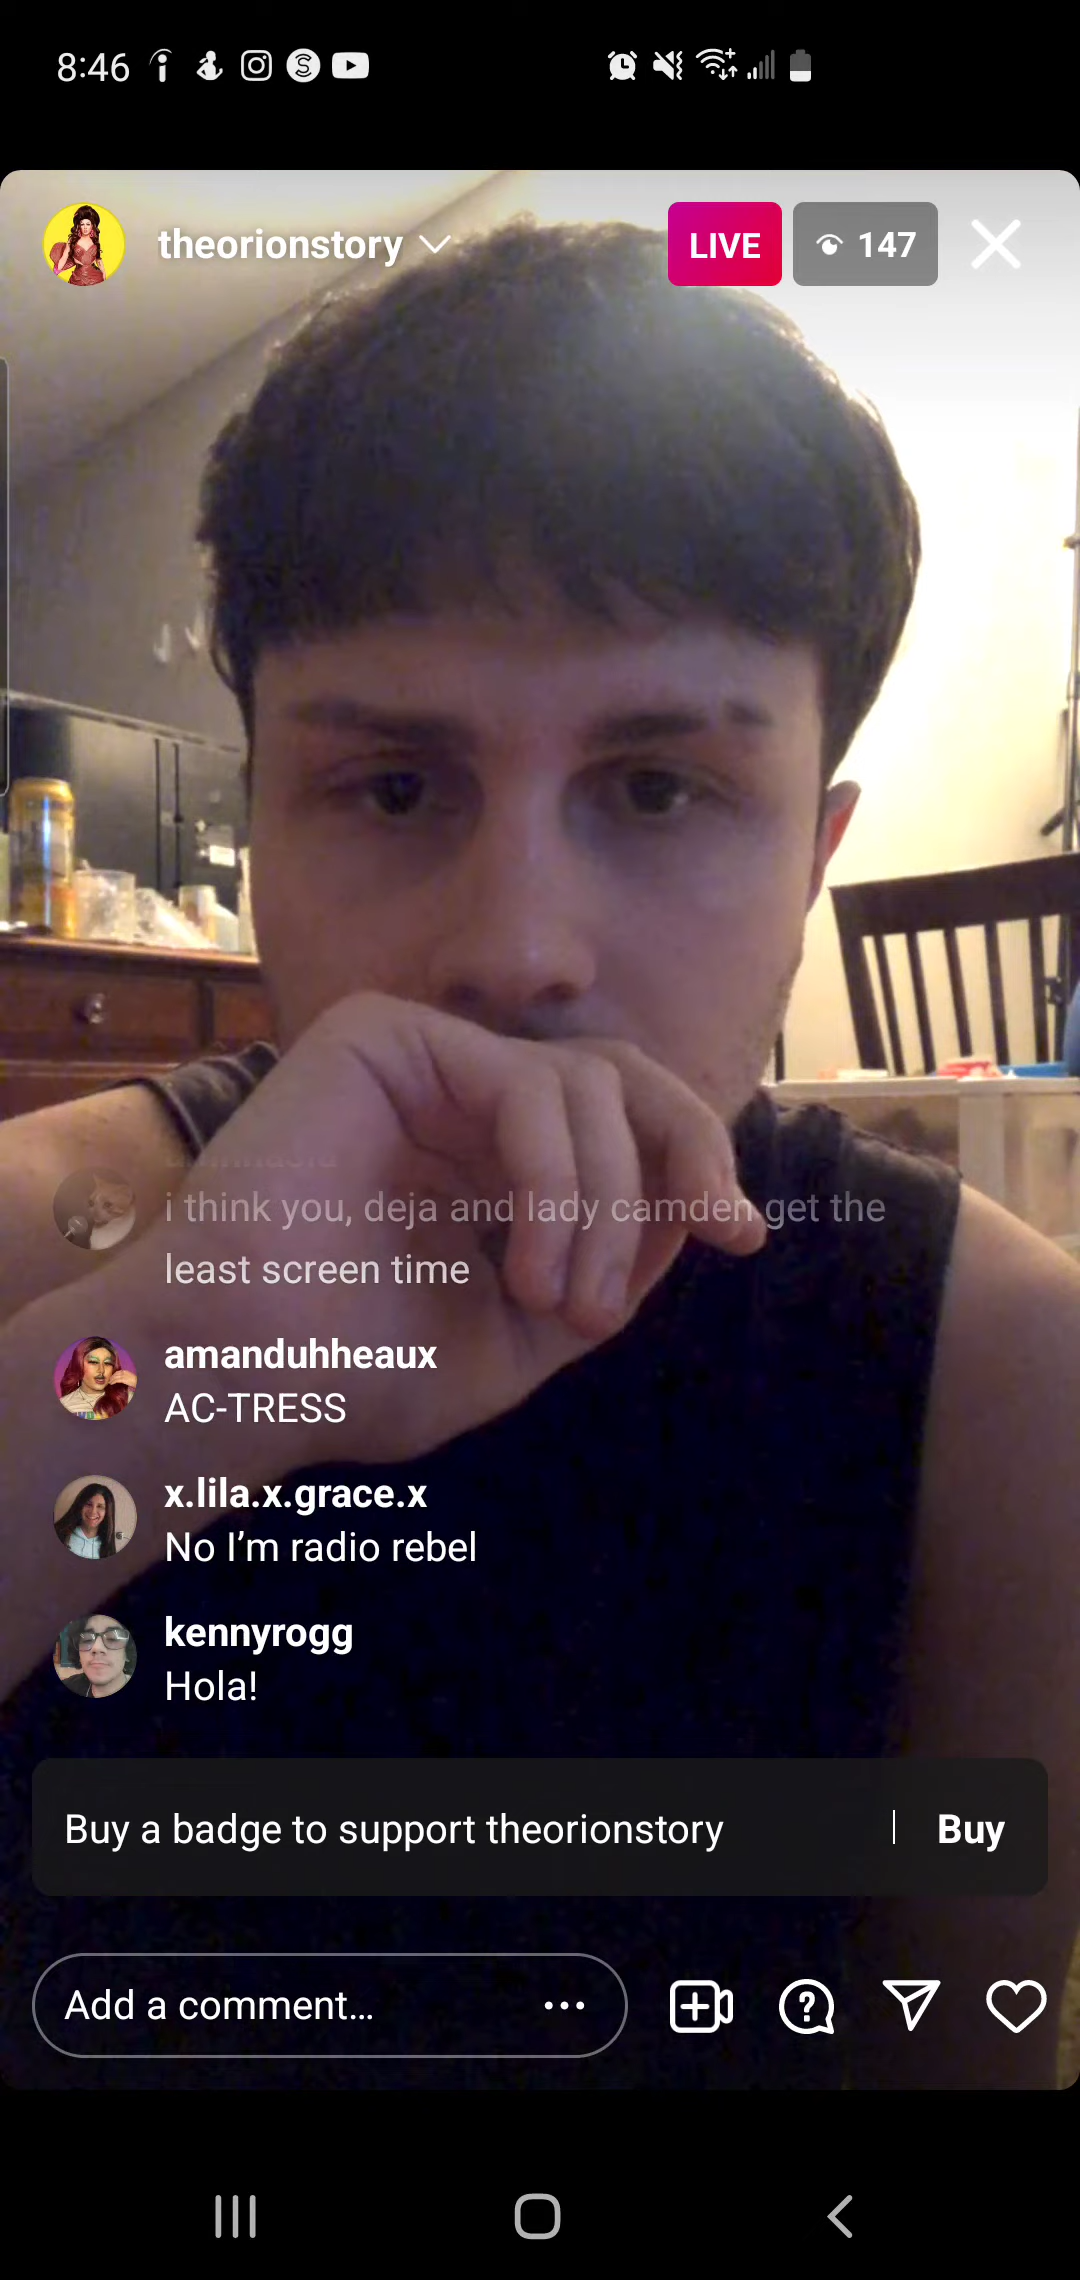 8:46
theorionstory
LIVE
147
i think you, deja and lady camden get the
least screen time
amanduhheaux
AC-TRESS
x.lila.x.grace.x
No I’m radio rebel
kennyrogg
Hola!
Buy a badge to support theorionstory
Buy
Add a comment...